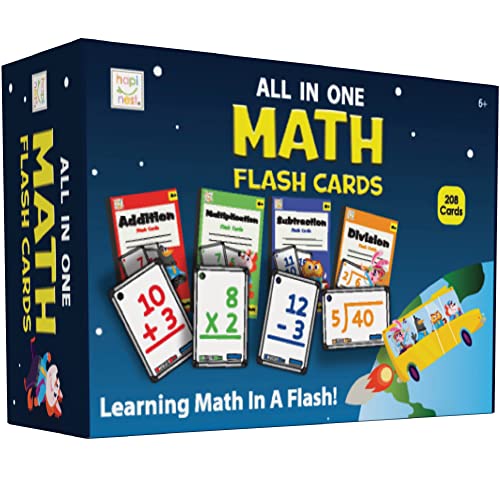 hapi
nest
ALL IN ONE
MATH
FLASH CARDS
hapi
nest
ALL IN ONE
MATH
FLASH CARDS
6+
208
Cards
Addition
Flash Cards
Multiplication
Flash Cards
Subtraction
Flash Cards
Division
Flash Cards
10
+ 3
8
X 2
12
- 3
5 40
Learning Math In A Flash!